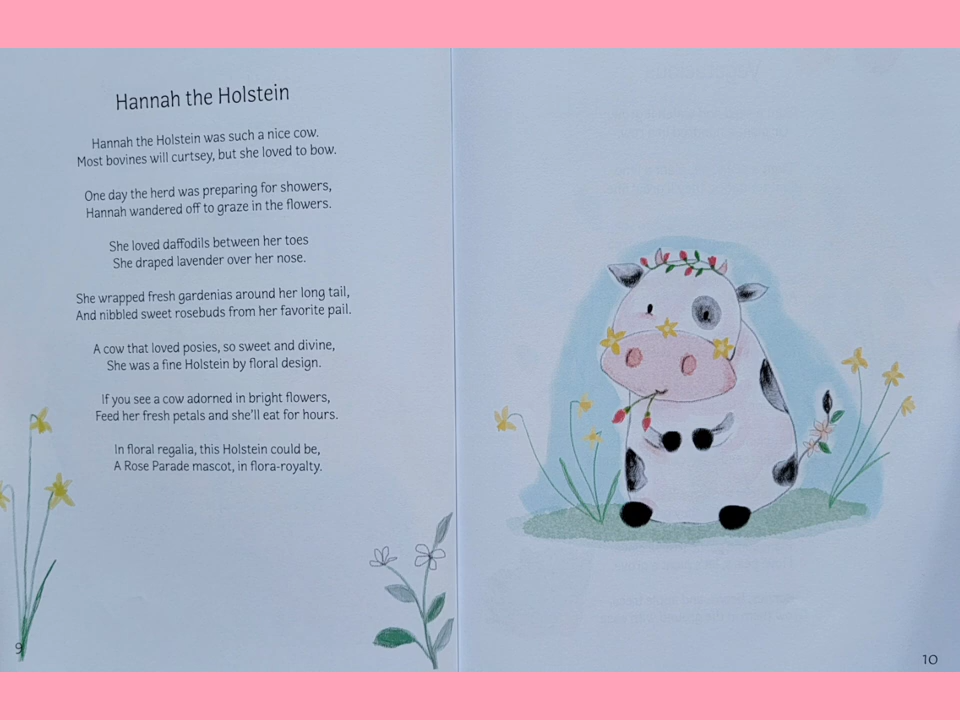 Hannah the Holstein
Hannah the Holstein was such a nice cow.
Most bovines will curtsey, but she loved to bow.
One day the herd was preparing for showers,
Hannah wandered off to graze in the flowers.
She loved daffodils between her toes
She draped lavender over her nose.
She wrapped fresh gardenias around her long tail,
And nibbled sweet rosebuds from her favorite pail.
A cow that loved posies, so sweet and divine,
She was a fine Holstein by floral design.
If you see a cow adorned in bright flowers,
Feed her fresh petals and she'll eat for hours.
In floral regalia, this Holstein could be,
A Rose Parade mascot, in flora-royalty.
9
10